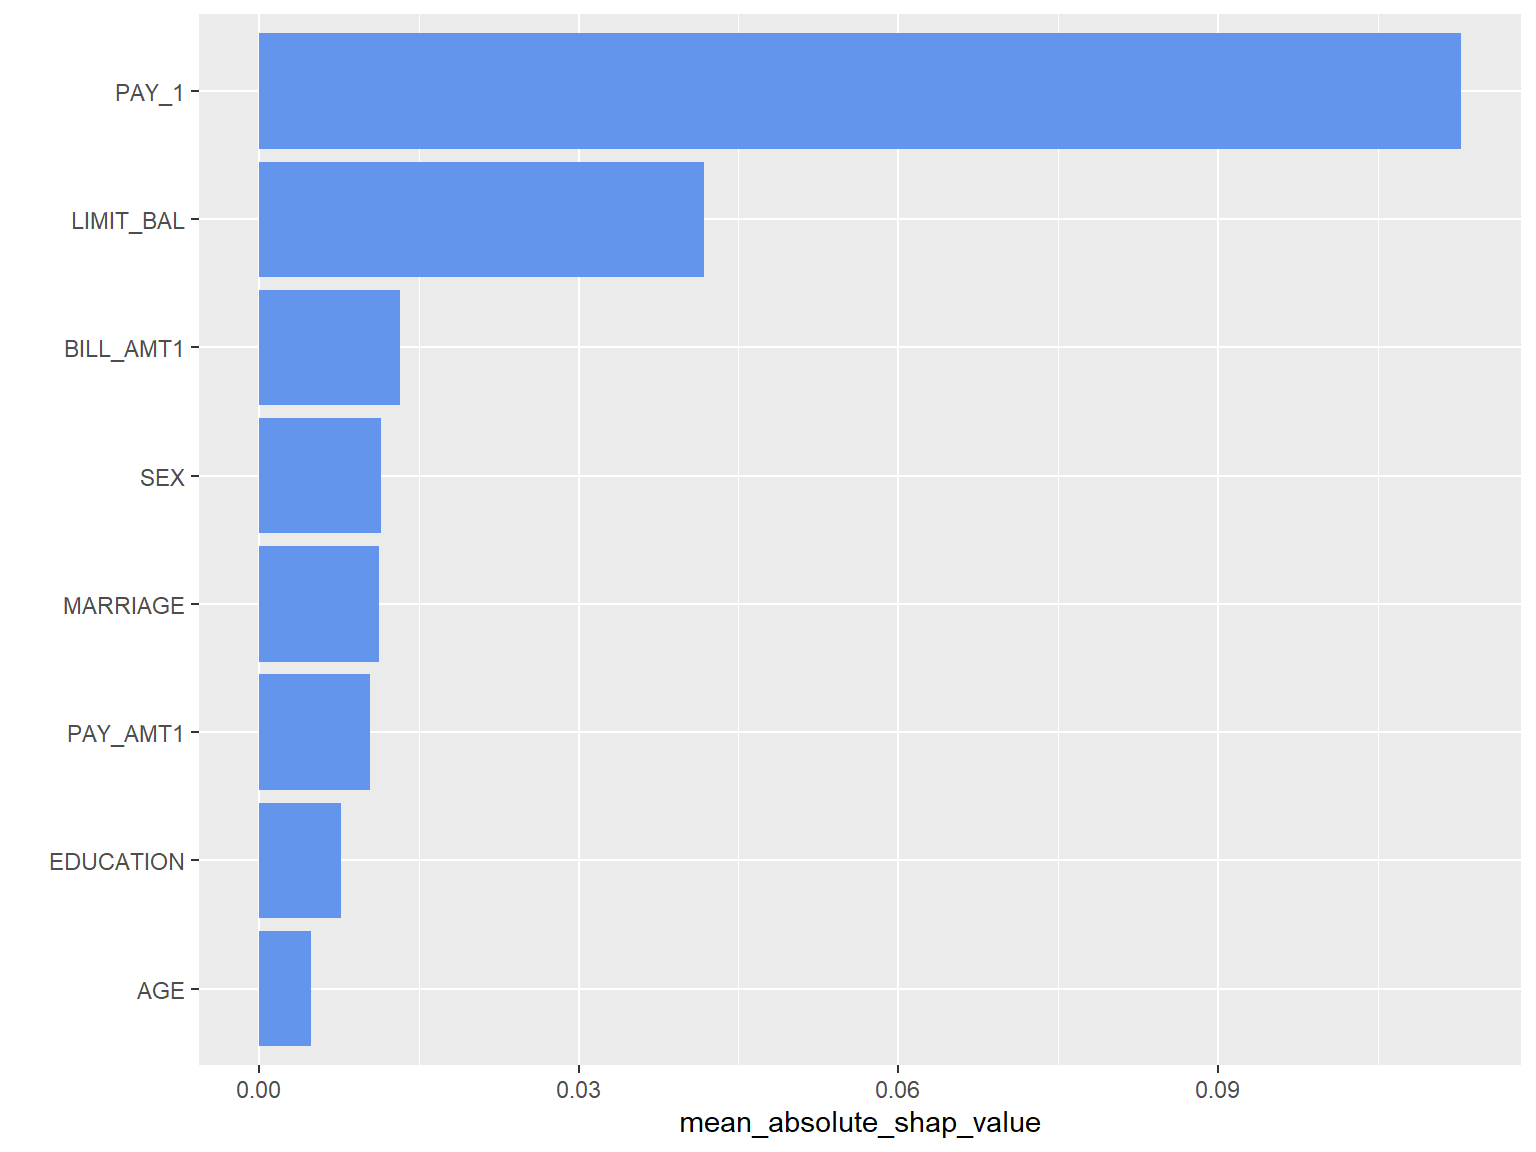 PAY_1
LIMIT_BAL
BILL_AMT1
SEX
MARRIAGE
PAY_AMT1
EDUCATION
AGE
0.00 0.03 0.06 0.09
mean_absolute_shap_value